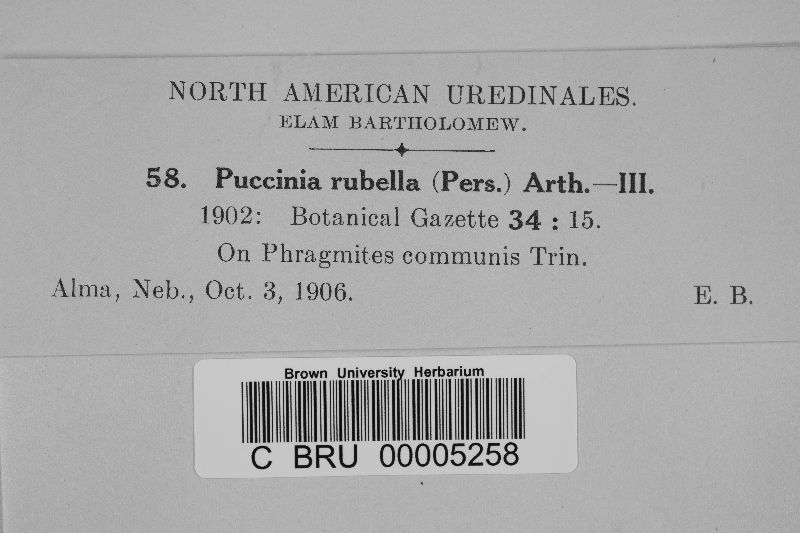 NORTH AMERICAN UREDINALES.
ELAM BARTHOLOMEW.
58. Puccinia rubella (Pers.) Arth.—III.
1902: Botanical Gazette 34 : 15.
On Phragmites communis Trin.
Alma, Neb., Oct. 3, 1906. E. B.
Brown University Herbarium
C BRU 00005258